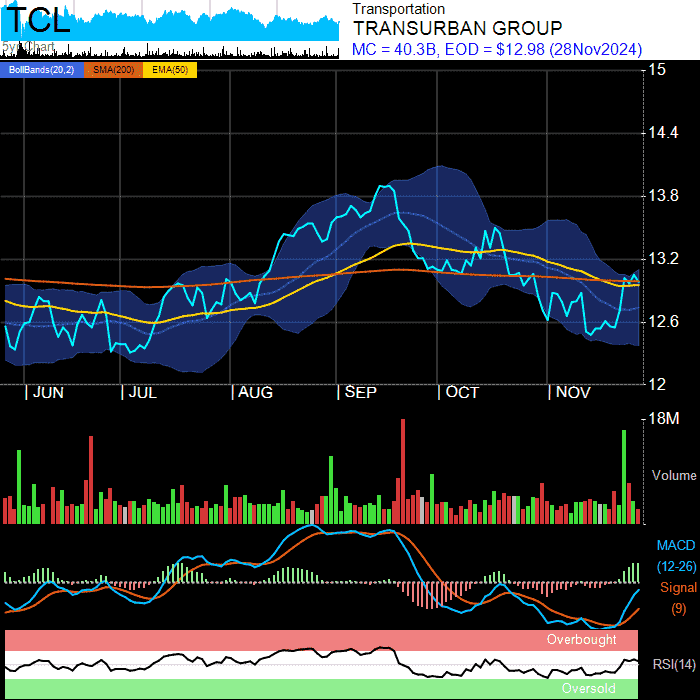 TCL
Transportation
TRANSURBAN GROUP
MC = 40.3B, EOD = $12.98 (28Nov2024)
BollBands(20,2) SMA(200) EMA(50)
15
14.4
13.8
13.2
12.6
12
JUN JUL AUG SEP OCT NOV
18M
Volume
MACD
(12-26)
Signal
(9)
Overbought
RSI(14)
Oversold